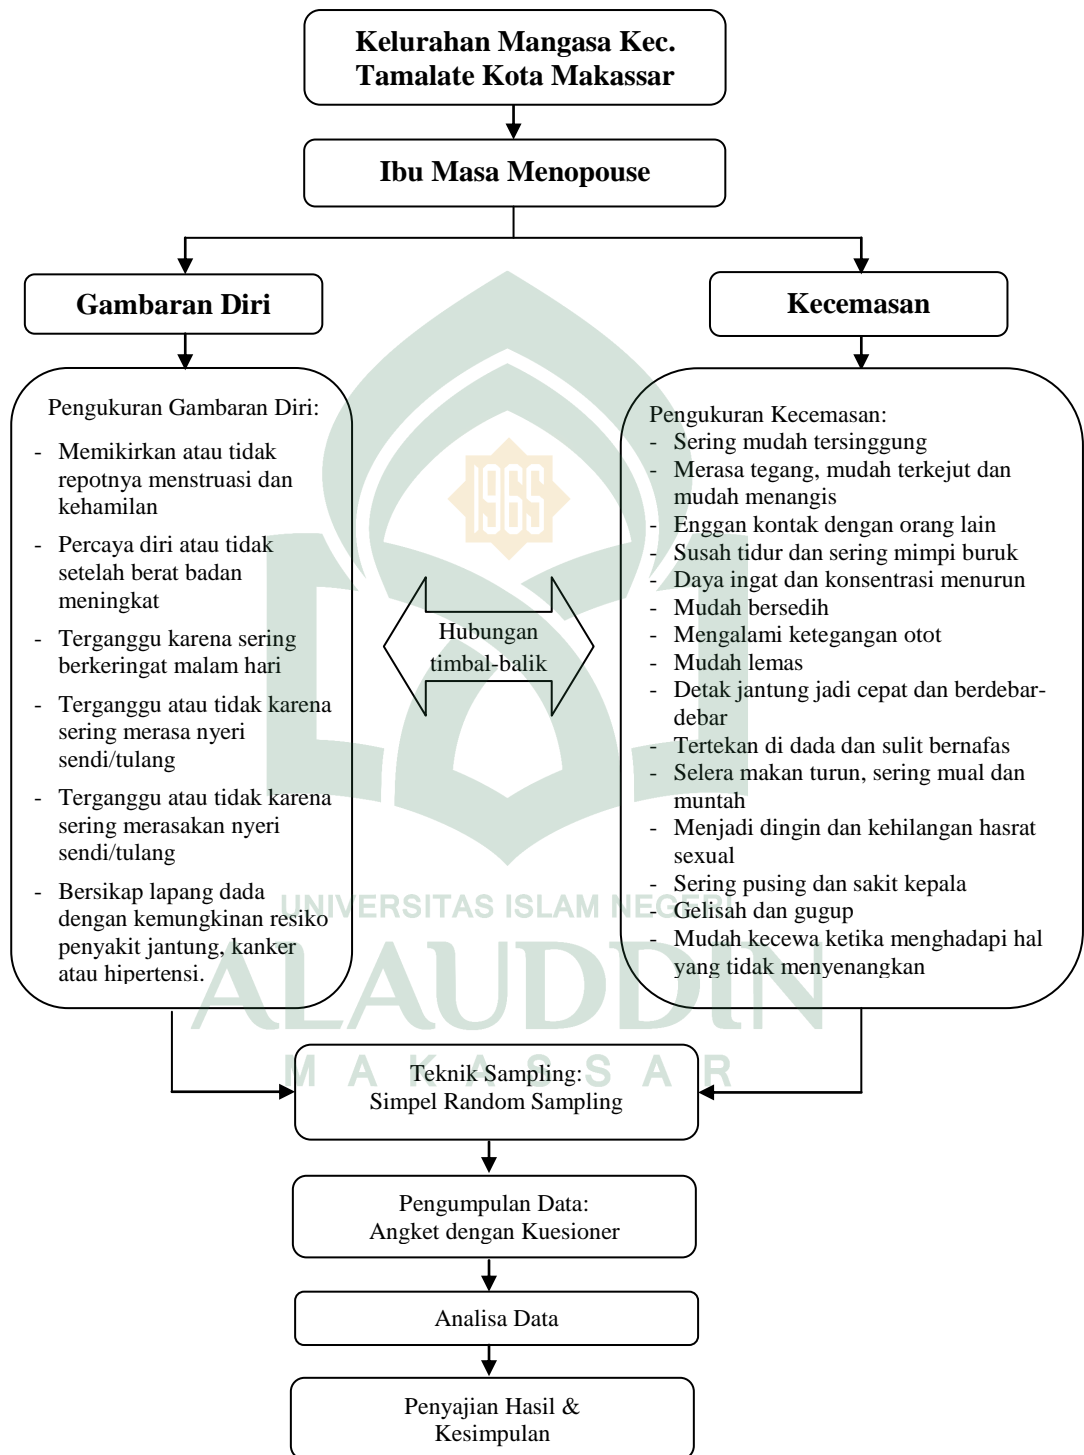 Kelurahan Mangasa Kec.
Tamalate Kota Makassar
Ibu Masa Menopouse
Gambaran Diri
Kecemasan
Pengukuran Gambaran Diri:
- Memikirkan atau tidak
repotnya menstruasi dan
kehamilan
- Percaya diri atau tidak
setelah berat badan
meningkat
- Terganggu karena sering
berkeringat malam hari
- Terganggu atau tidak karena
sering merasa nyeri
sendi/tulang
- Terganggu atau tidak karena
sering merasakan nyeri
sendi/tulang
- Bersikap lapang dada
dengan kemungkinan resiko
penyakit jantung, kanker
atau hipertensi.
Hubungan
timbal-balik
Pengukuran Kecemasan:
- Sering mudah tersinggung
- Merasa tegang, mudah terkejut dan
mudah menangis
- Enggan kontak dengan orang lain
- Susah tidur dan sering mimpi buruk
- Daya ingat dan konsentrasi menurun
- Mudah bersedih
- Mengalami ketegangan otot
- Mudah lemas
- Detak jantung jadi cepat dan berdebar-
debar
- Tertekan di dada dan sulit bernafas
- Selera makan turun, sering mual dan
muntah
- Menjadi dingin dan kehilangan hasrat
sexual
- Sering pusing dan sakit kepala
- Gelisah dan gugup
- Mudah kecewa ketika menghadapi hal
yang tidak menyenangkan
1965
UNIVERSITAS ISLAM NEGERI
ALAUDDIN
MAKASSAR
Teknik Sampling:
Simpel Random Sampling
Pengumpulan Data:
Angket dengan Kuesioner
Analisa Data
Penyajian Hasil &
Kesimpulan